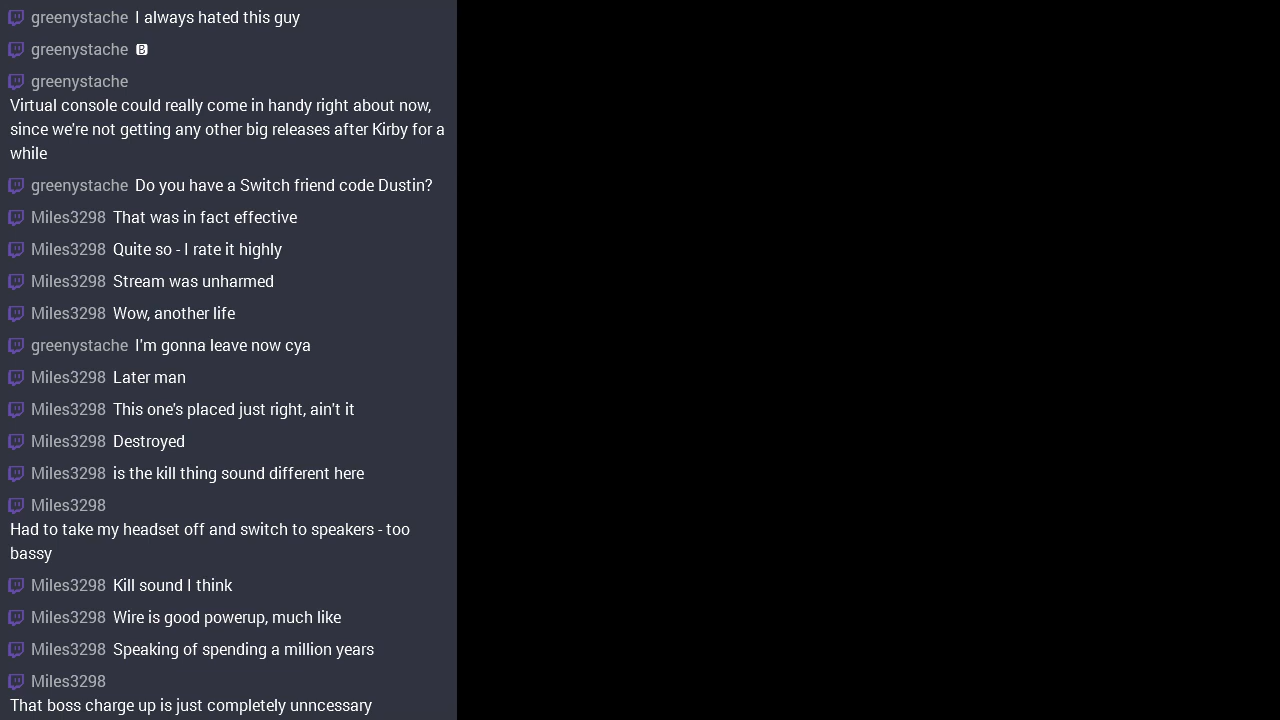 greenystache I always hated this guy
greenystache 🅱
greenystache
Virtual console could really come in handy right about now,
since we're not getting any other big releases after Kirby for a
while
greenystache Do you have a Switch friend code Dustin?
Miles3298 That was in fact effective
Miles3298 Quite so - I rate it highly
Miles3298 Stream was unharmed
Miles3298 Wow, another life
greenystache I'm gonna leave now cya
Miles3298 Later man
Miles3298 This one's placed just right, ain't it
Miles3298 Destroyed
Miles3298 is the kill thing sound different here
Miles3298
Had to take my headset off and switch to speakers - too
bassy
Miles3298 Kill sound I think
Miles3298 Wire is good powerup, much like
Miles3298 Speaking of spending a million years
Miles3298
That boss charge up is just completely unncessary